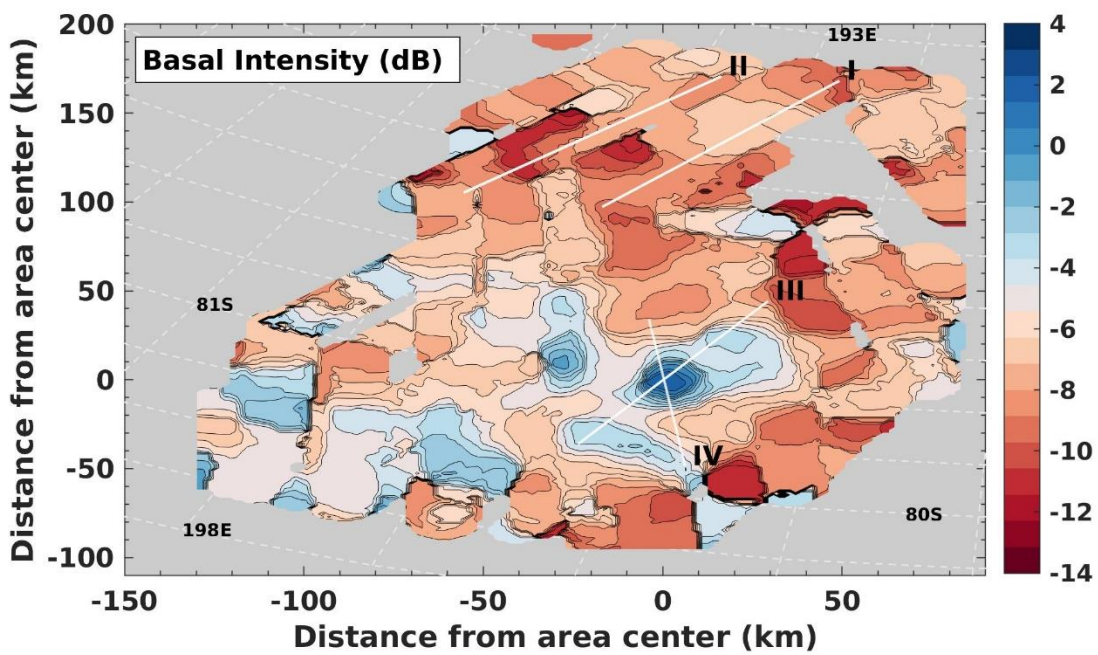 Basal Intensity (dB)
193E
II
I
III
IV
81S
198E
80S
200
150
100
50
0
-50
-100
Distance from area center (km)
-150
-100
-50
0
50
Distance from area center (km)
4
2
0
-2
-4
-6
-8
-10
-12
-14